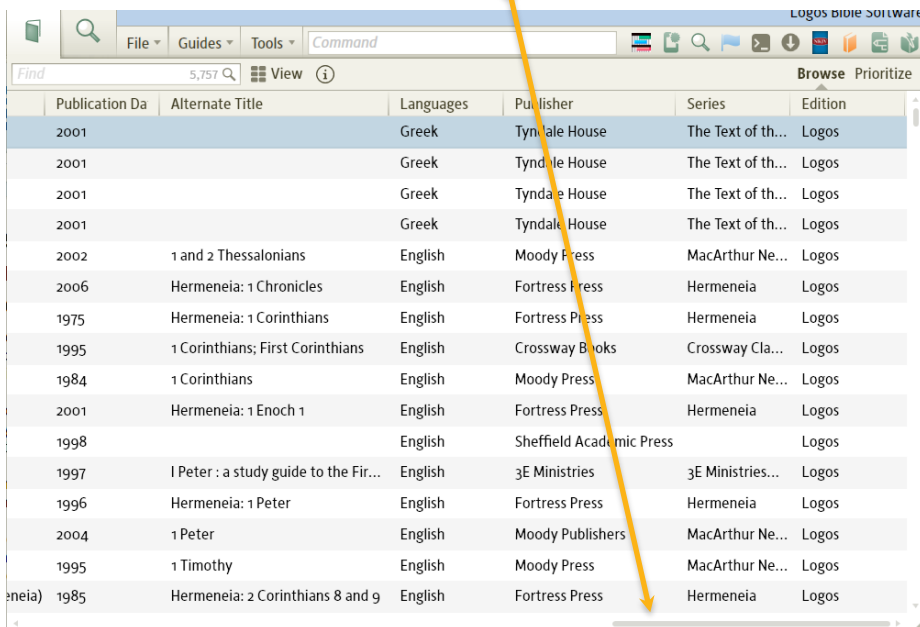 Logos Bible Software
File Guides Tools Command
Find 5,757 View Browse Prioritize
Publication Da Alternate Title Languages Publisher Series Edition
2001 Greek Tyndale House The Text of th... Logos
2001 Greek Tyndale House The Text of th... Logos
2001 Greek Tyndale House The Text of th... Logos
2001 Greek Tyndale House The Text of th... Logos
2002 1 and 2 Thessalonians English Moody Press MacArthur Ne... Logos
2006 Hermeneia: 1 Chronicles English Fortress Press Hermeneia Logos
1975 Hermeneia: 1 Corinthians English Fortress Press Hermeneia Logos
1995 1 Corinthians; First Corinthians English Crossway Books Crossway Cla... Logos
1984 1 Corinthians English Moody Press MacArthur Ne... Logos
2001 Hermeneia: 1 Enoch 1 English Fortress Press Hermeneia Logos
1998 English Sheffield Academic Press Logos
1997 I Peter : a study guide to the Fir... English 3E Ministries 3E Ministries... Logos
1996 Hermeneia: 1 Peter English Fortress Press Hermeneia Logos
2004 1 Peter English Moody Publishers MacArthur Ne... Logos
1995 1 Timothy English Moody Press MacArthur Ne... Logos
eneia) 1985 Hermeneia: 2 Corinthians 8 and 9 English Fortress Press Hermeneia Logos